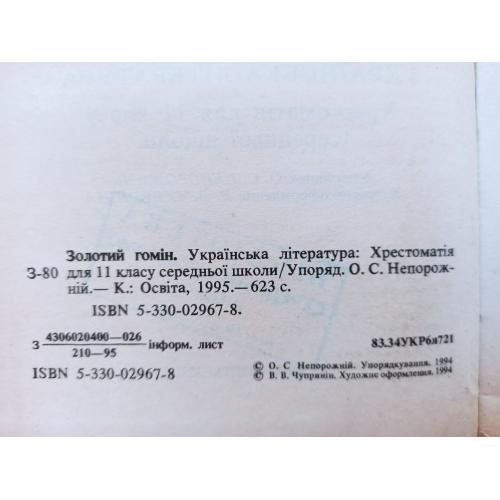 Золотий гомін. Українська література: Хрестоматія
З-80 для 11 класу середньої школи/Упоряд. О. С. Непорож-
ній.— К.: Освіта, 1995.— 623 с.
ISBN 5-330-02967-8.
З 4306020400—026 інформ. лист 83.34УКР6я721
210—95
ISBN 5-330-02967-8
© О. С Непорожній. Упорядкування. 1994
© В. В. Чупринін. Художнє оформлення. 1994